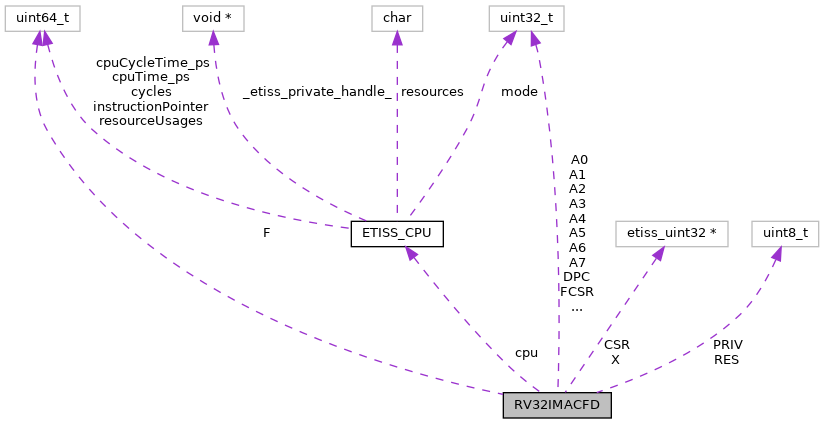 uint64_t
void *
char
uint32_t
cpuCycleTime_ps
cpuTime_ps
cycles
instructionPointer
resourceUsages
_etiss_private_handle_
resources
mode
A0
A1
A2
A3
A4
A5
A6
A7
DPC
FCSR
...
F
ETISS_CPU
etiss_uint32 *
uint8_t
cpu
CSR
X
PRIV
RES
RV32IMACFD